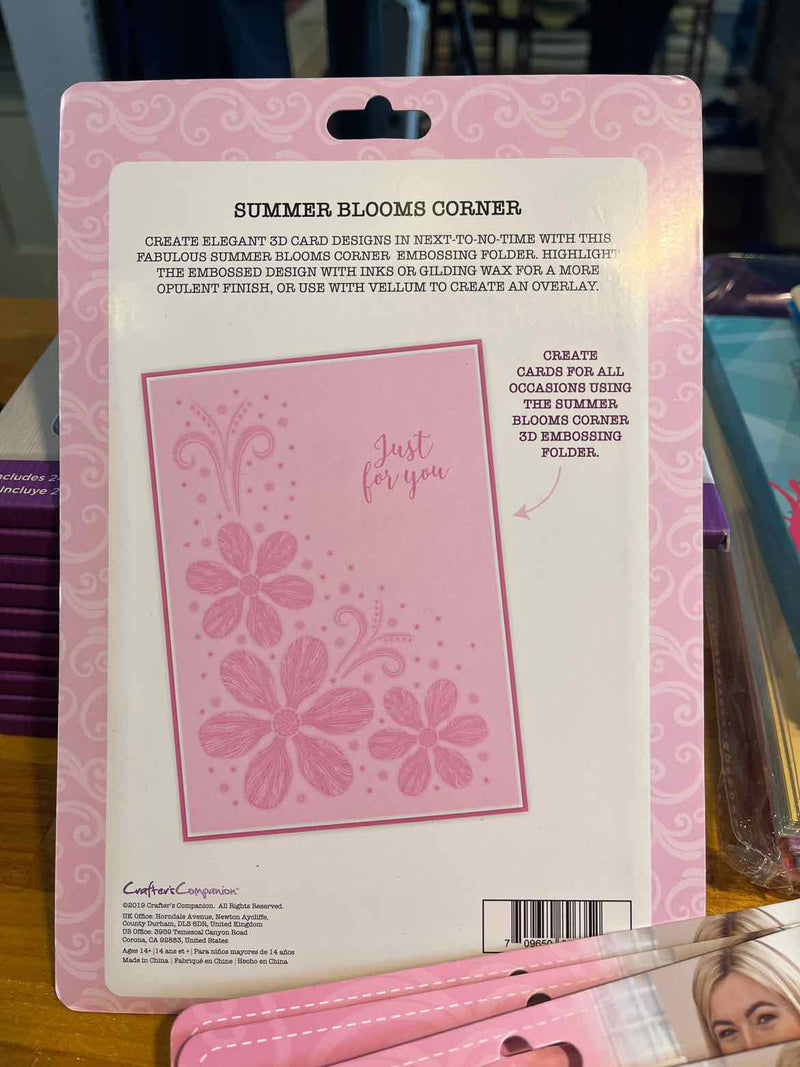 SUMMER BLOOMS CORNER
CREATE ELEGANT 3D CARD DESIGNS IN NEXT-TO-NO-TIME WITH THIS
FABULOUS SUMMER BLOOMS CORNER EMBOSSING FOLDER. HIGHLIGHT
THE EMBOSSED DESIGN WITH INKS OR GILDING WAX FOR A MORE
OPULENT FINISH, OR USE WITH VELLUM TO CREATE AN OVERLAY.
CREATE
CARDS FOR ALL
OCCASIONS USING
THE SUMMER
BLOOMS CORNER
3D EMBOSSING
FOLDER.
Just
for you
Crafter's Companion™
©2019 Crafter's Companion. All Rights Reserved.
UK Office: Horndale Avenue, Newton Aycliffe,
County Durham, DL5 6DR, United Kingdom
US Office: 3959 Temescal Canyon Road
Corona, CA 92883, United States
Ages 14+ | 14 ans et + | Para niños mayores de 14 años
Made in China | Fabriqué en Chine | Hecho en China
7 09650
Incluye 2